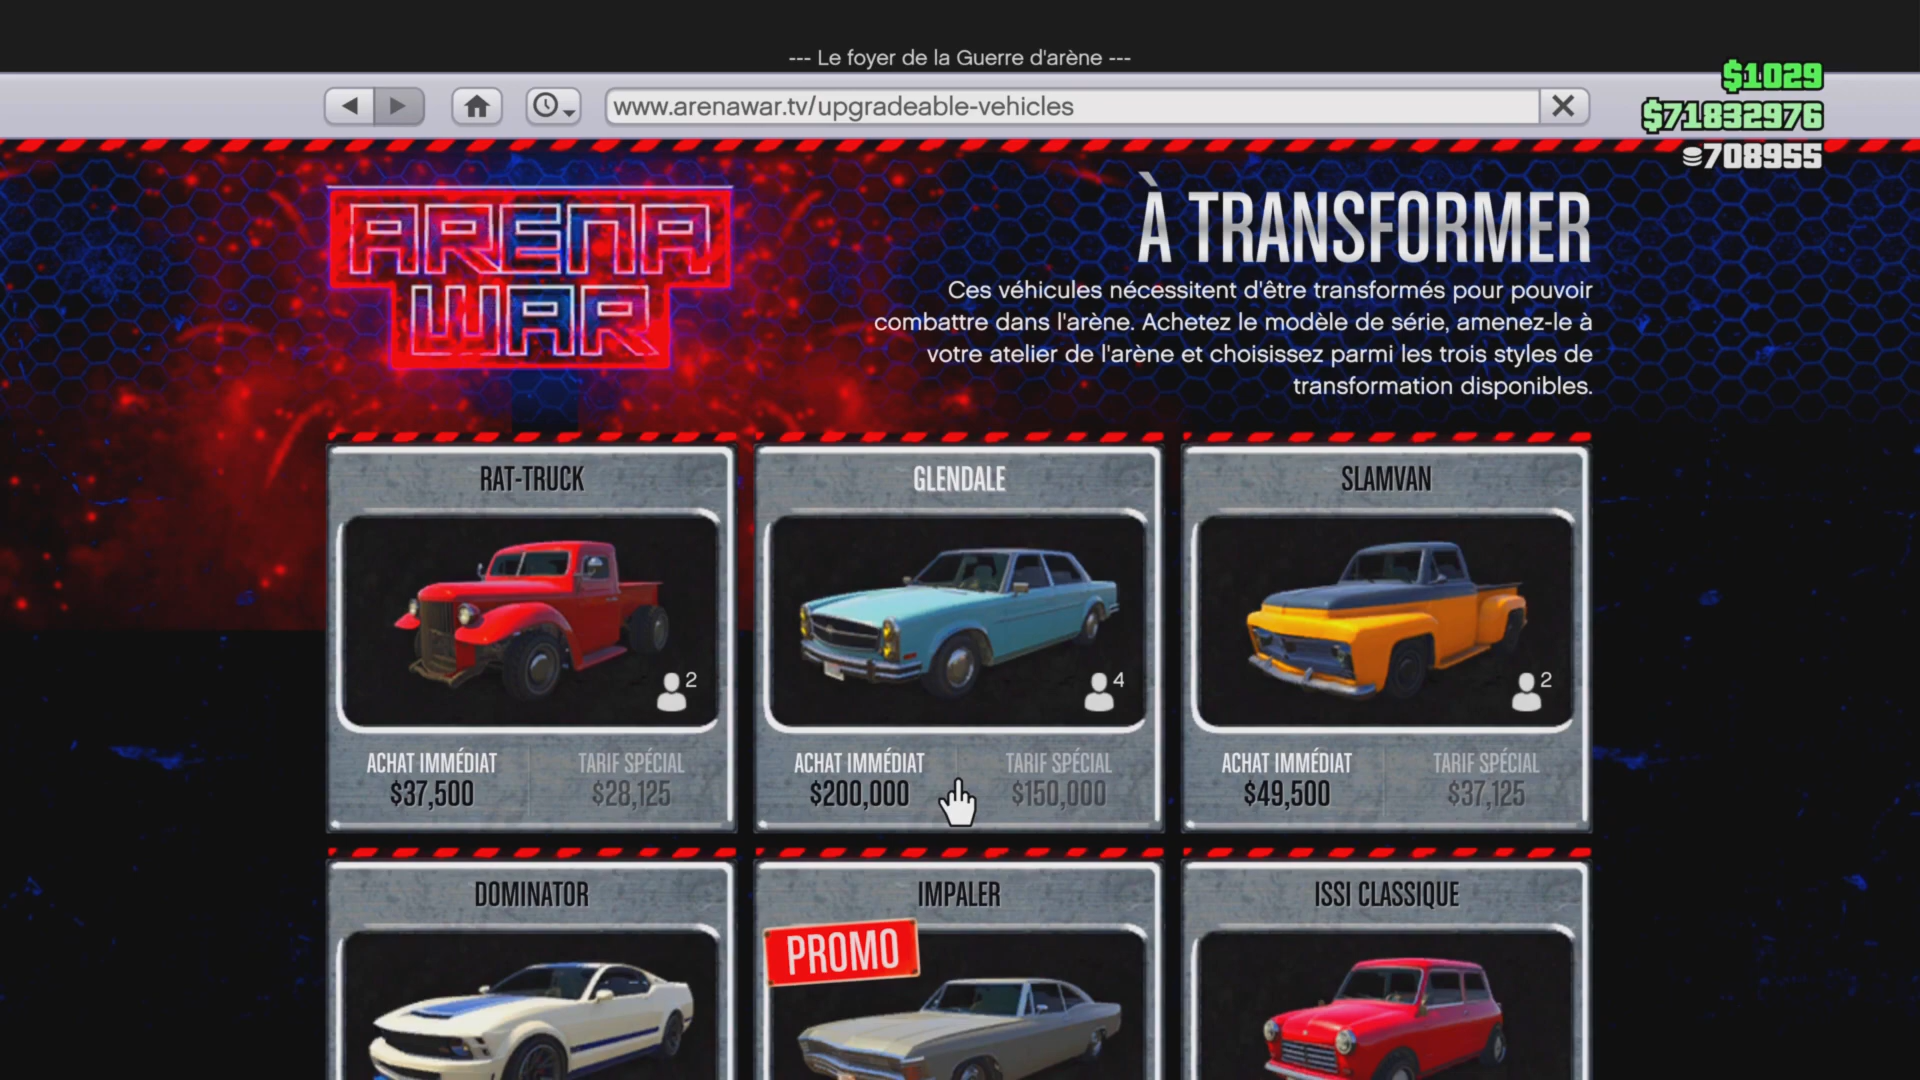 --- Le foyer de la Guerre d'arène ---
www.arenawar.tv/upgradeable-vehicles
$1029
$71832976
708955
ARENA
WAR
À TRANSFORMER
Ces véhicules nécessitent d'être transformés pour pouvoir
combattre dans l'arène. Achetez le modèle de série, amenez-le à
votre atelier de l'arène et choisissez parmi les trois styles de
transformation disponibles.
RAT-TRUCK
2
ACHAT IMMÉDIAT
$37,500
TARIF SPÉCIAL
$28,125
GLENDALE
4
ACHAT IMMÉDIAT
$200,000
TARIF SPÉCIAL
$150,000
SLAMVAN
2
ACHAT IMMÉDIAT
$49,500
TARIF SPÉCIAL
$37,125
DOMINATOR
IMPALER
PROMO
ISSI CLASSIQUE